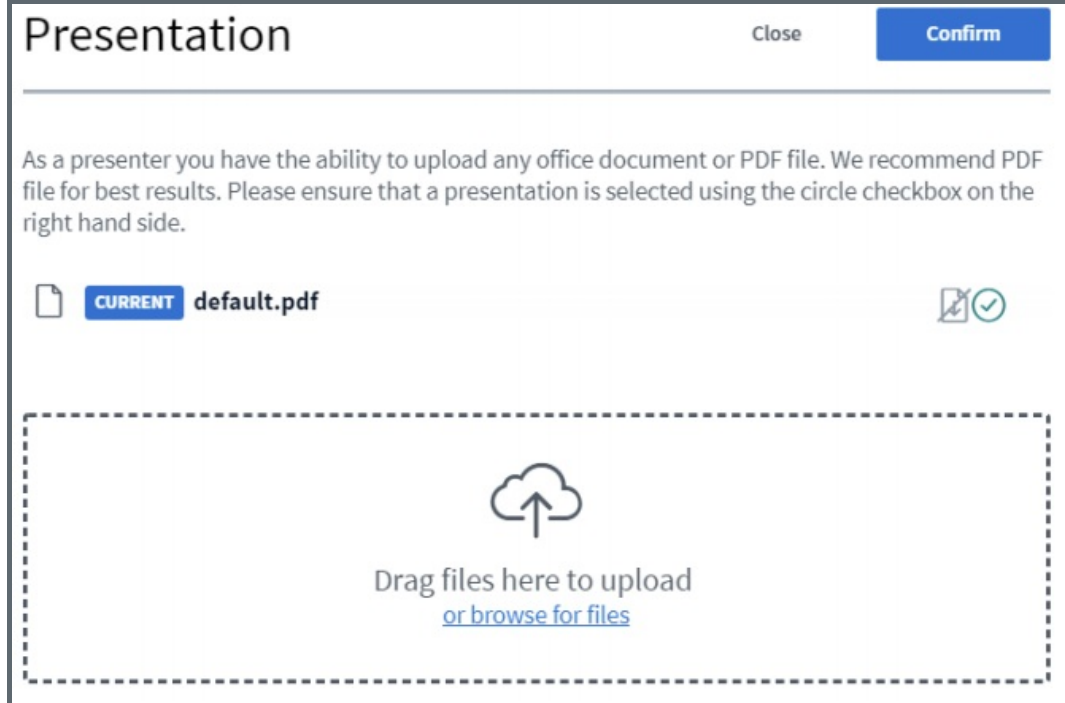 Presentation Close Confirm
As a presenter you have the ability to upload any office document or PDF file. We recommend PDF
file for best results. Please ensure that a presentation is selected using the circle checkbox on the
right hand side.
CURRENT default.pdf
Drag files here to upload
or browse for files